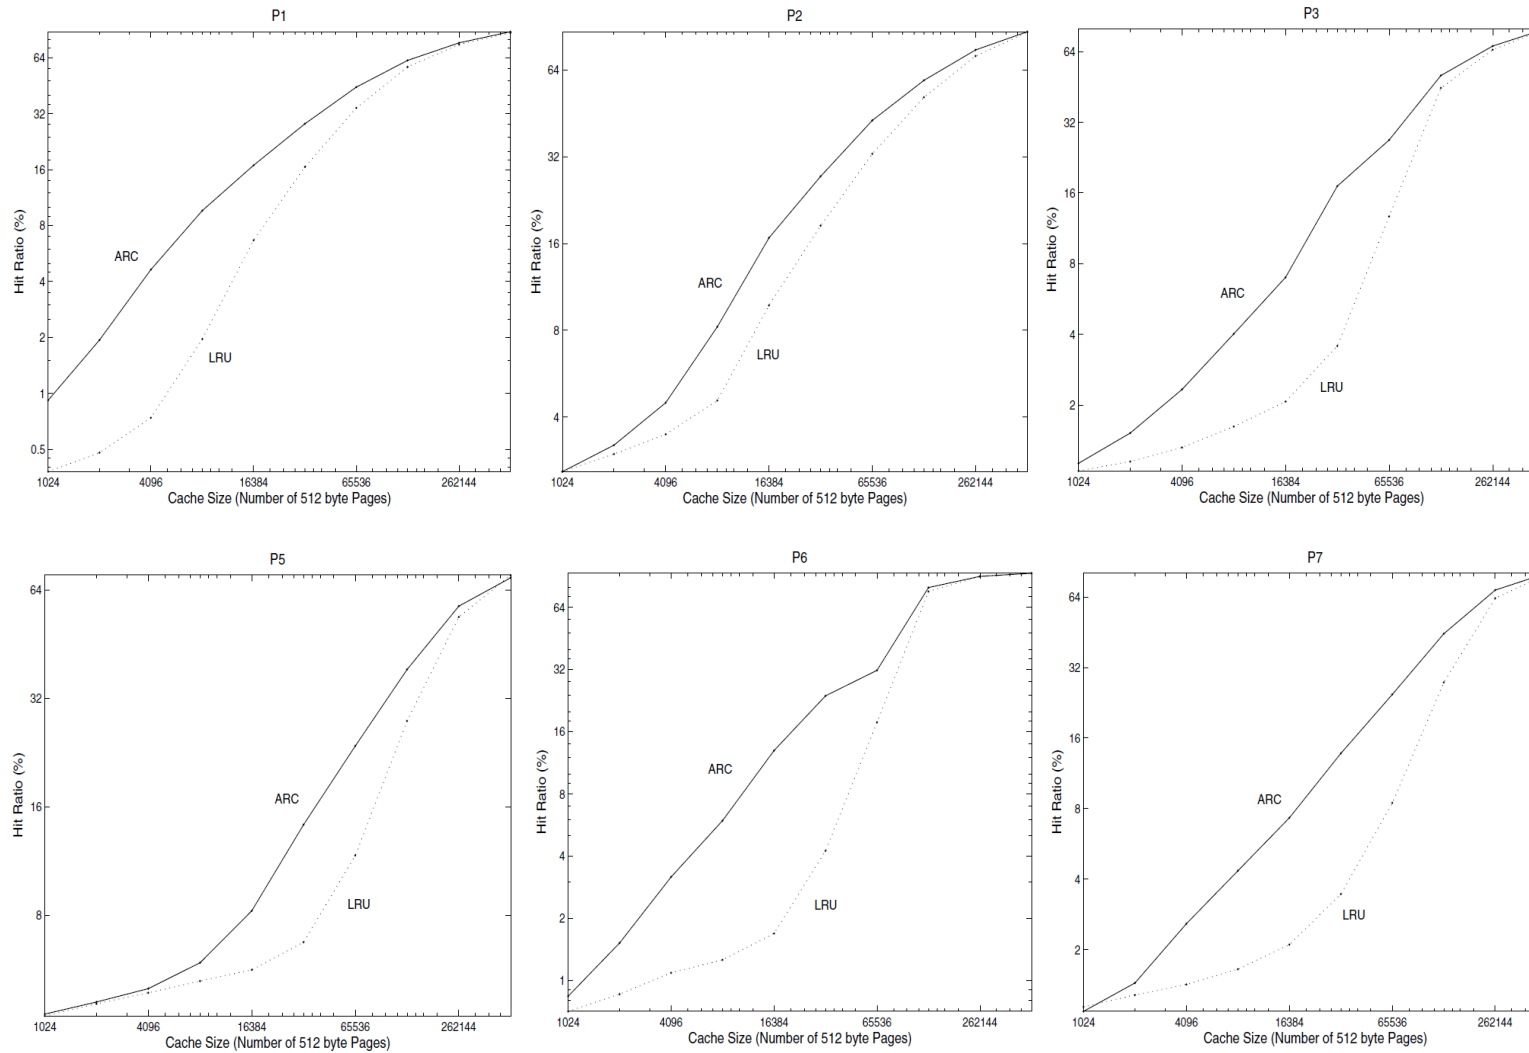 P1
64
32
16
8
4
2
1
0.5
Hit Ratio (%)
ARC
LRU
1024
4096
16384
65536
262144
Cache Size (Number of 512 byte Pages)
P2
64
32
16
8
4
Hit Ratio (%)
ARC
LRU
1024
4096
16384
65536
262144
Cache Size (Number of 512 byte Pages)
P3
64
32
16
8
4
2
Hit Ratio (%)
ARC
LRU
1024
4096
16384
65536
262144
Cache Size (Number of 512 byte Pages)
P5
64
32
16
8
Hit Ratio (%)
ARC
LRU
1024
4096
16384
65536
262144
Cache Size (Number of 512 byte Pages)
P6
64
32
16
8
4
2
1
Hit Ratio (%)
ARC
LRU
1024
4096
16384
65536
262144
Cache Size (Number of 512 byte Pages)
P7
64
32
16
8
4
2
Hit Ratio (%)
ARC
LRU
1024
4096
16384
65536
262144
Cache Size (Number of 512 byte Pages)